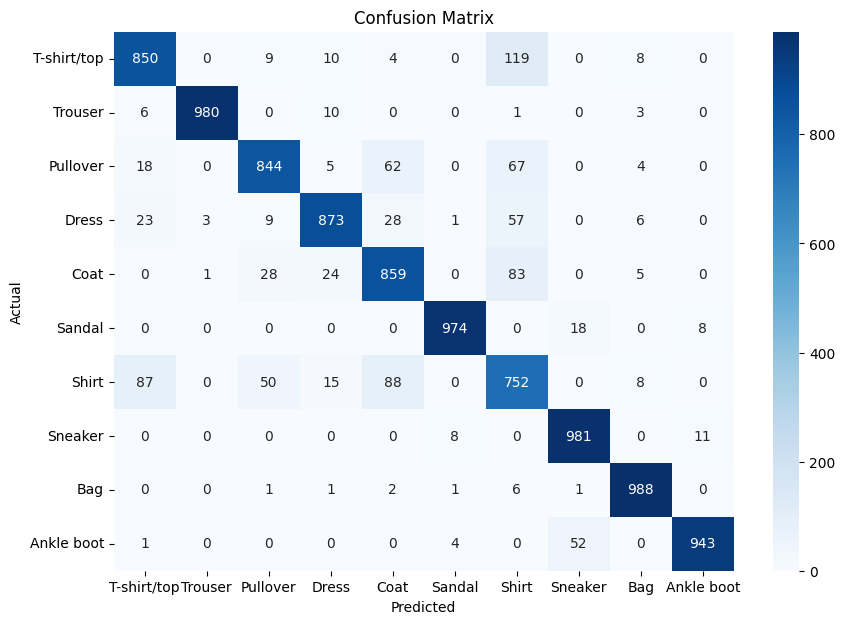 Confusion Matrix
T-shirt/top 850 0 9 10 4 0 119 0 8 0
Trouser 6 980 0 10 0 0 1 0 3 0
Pullover 18 0 844 5 62 0 67 0 4 0
Dress 23 3 9 873 28 1 57 0 6 0
Coat 0 1 28 24 859 0 83 0 5 0
Sandal 0 0 0 0 0 974 0 18 0 8
Shirt 87 0 50 15 88 0 752 0 8 0
Sneaker 0 0 0 0 0 8 0 981 0 11
Bag 0 0 1 1 2 1 6 1 988 0
Ankle boot 1 0 0 0 0 4 0 52 0 943
T-shirt/top Trouser Pullover Dress Coat Sandal Shirt Sneaker Bag Ankle boot
Predicted
Actual
800
600
400
200
0